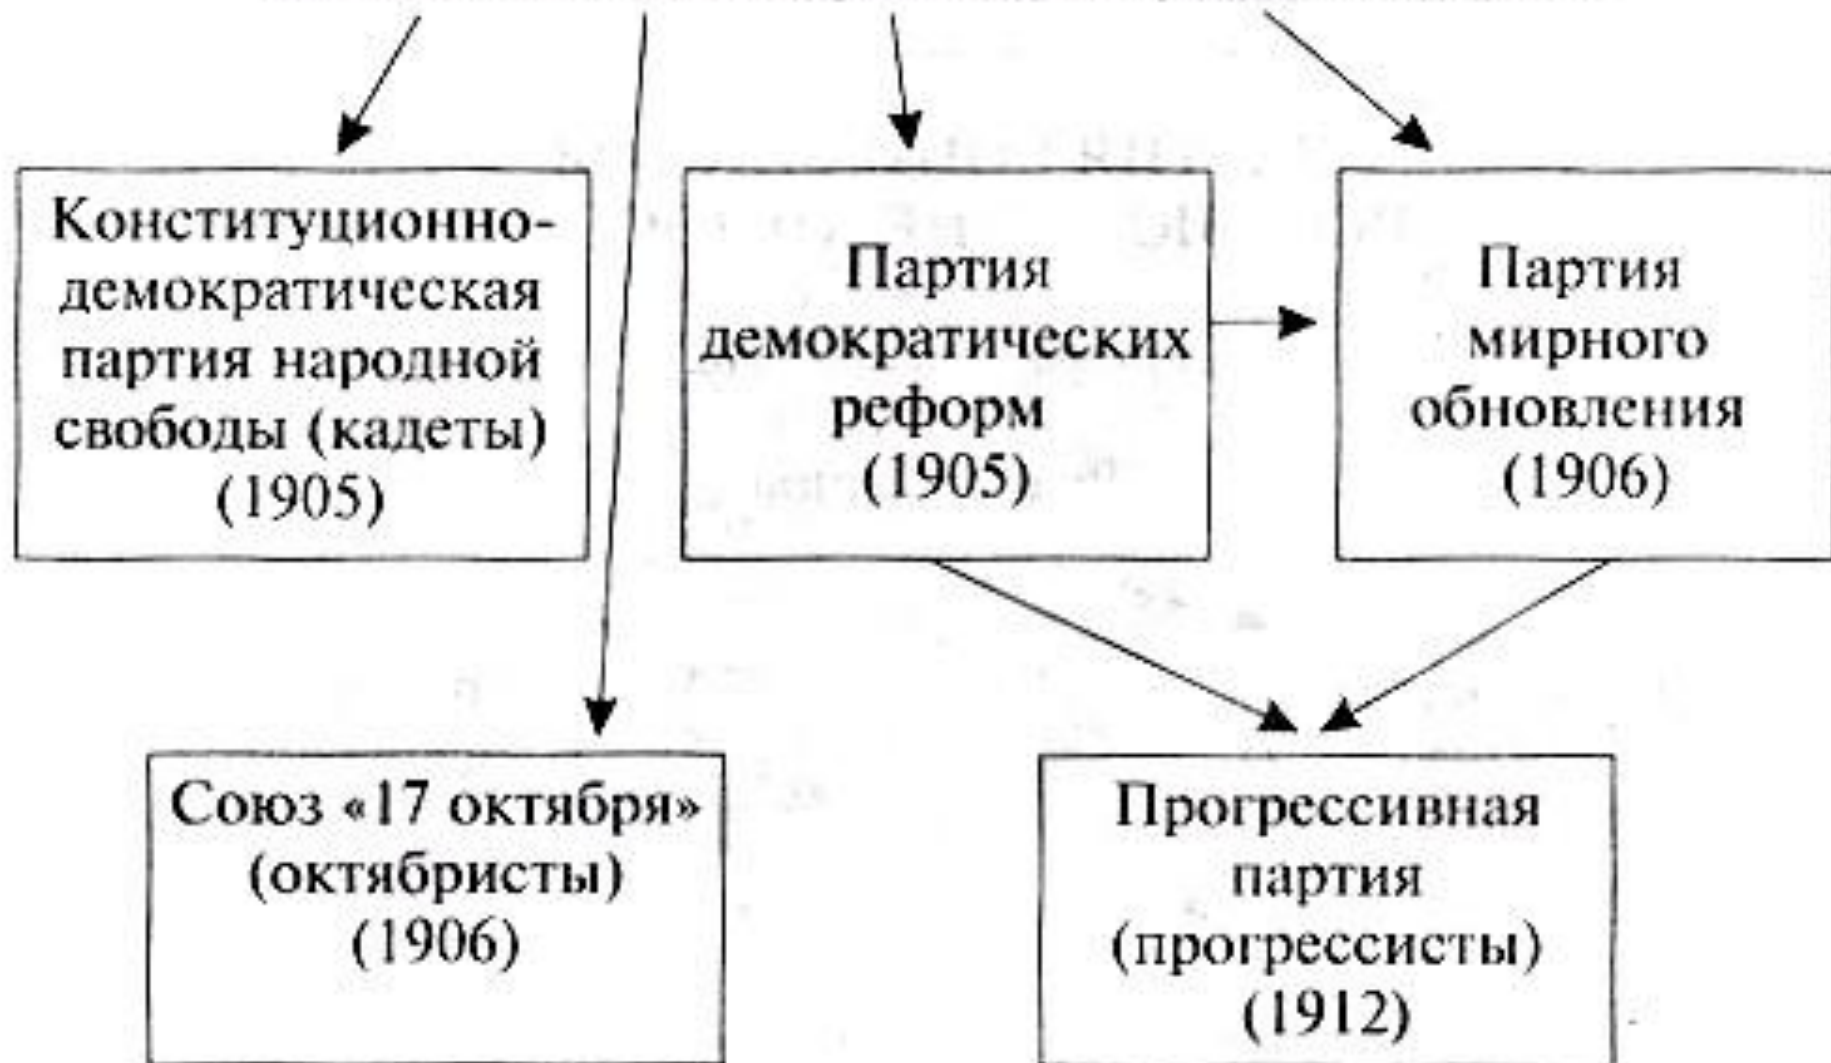 Конституционно-
демократическая
партия народной
свободы (кадеты)
(1905)
Партия
демократических
реформ
(1905)
Партия
мирного
обновления
(1906)
Союз «17 октября»
(октябристы)
(1906)
Прогрессивная
партия
(прогрессисты)
(1912)